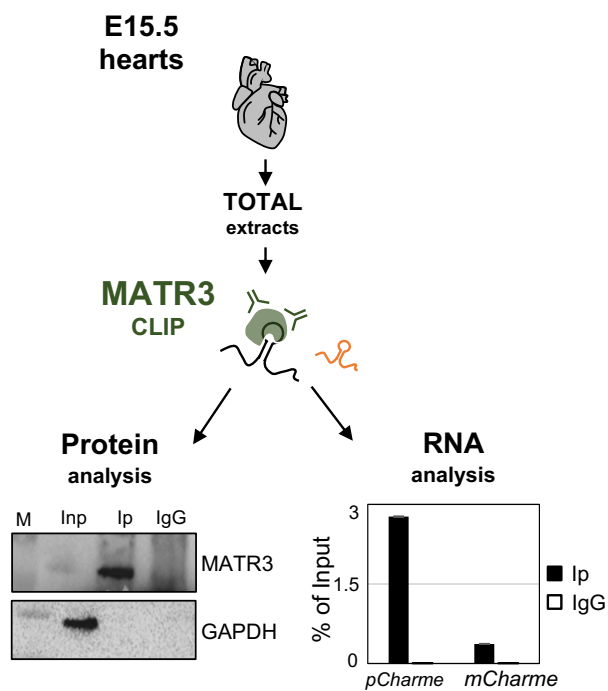 E15.5
hearts
TOTAL
extracts
MATR3
CLIP
Protein
analysis
M Inp Ip IgG
MATR3
GAPDH
RNA
analysis
% of Input
3
1.5
0
pCharme mCharme
Ip
IgG